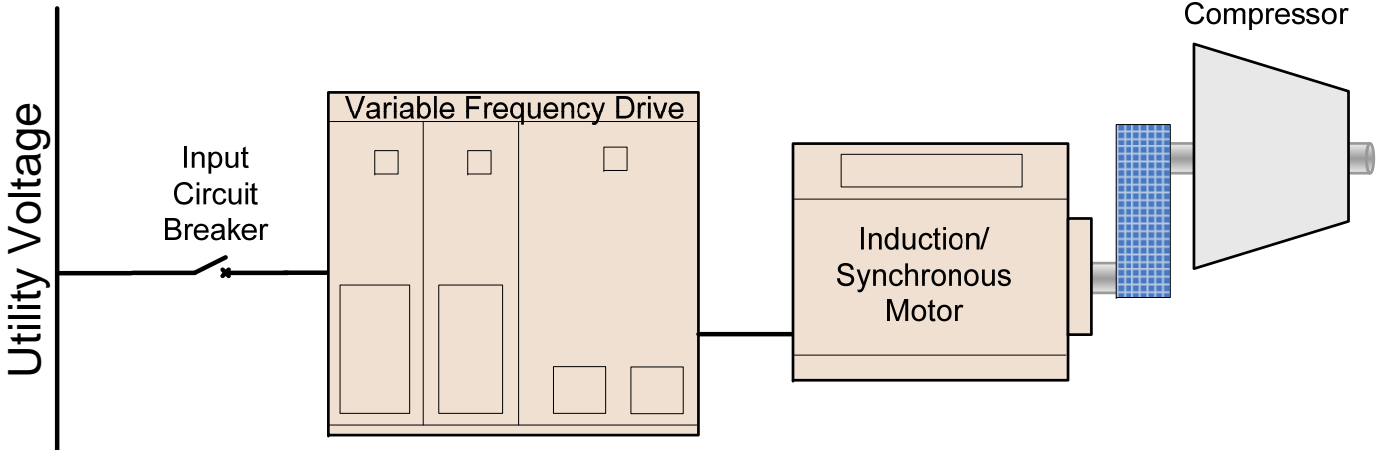 Compressor
Variable Frequency Drive
Utility Voltage
Input
Circuit
Breaker
Induction/
Synchronous
Motor